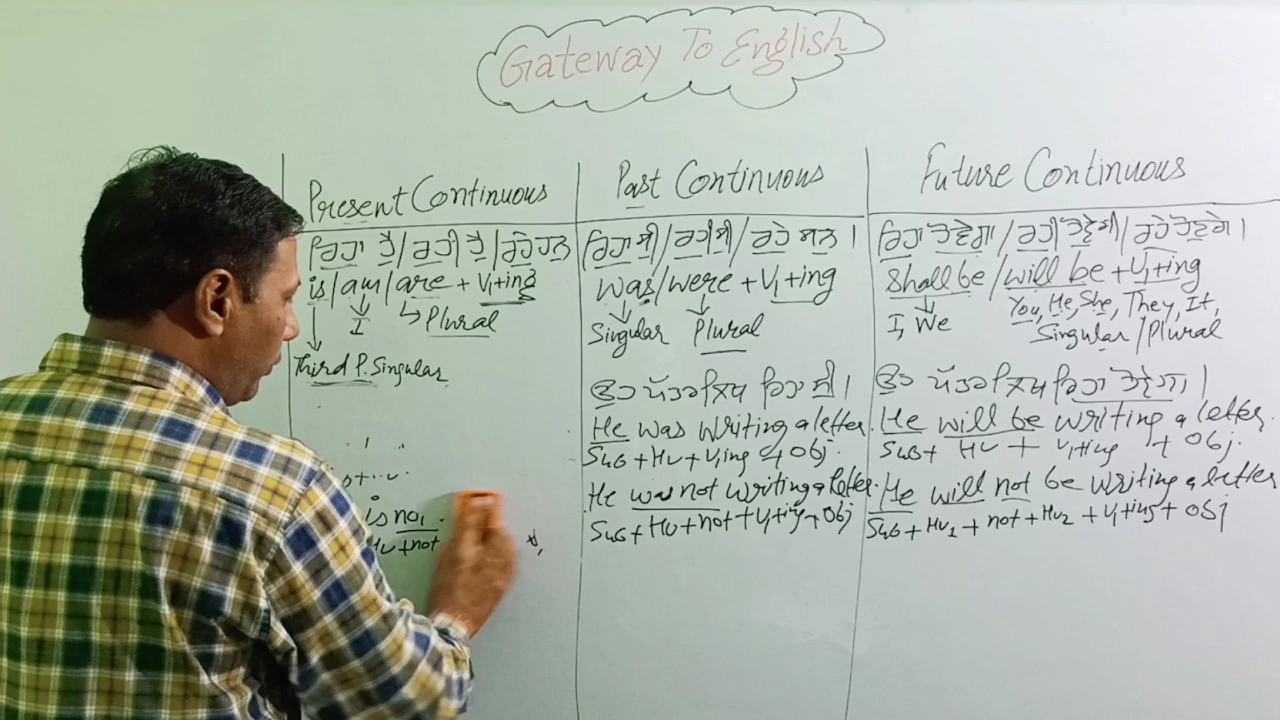 Gateway To English
Present Continuous
ਰਿਹਾ ਹੈ/ਰਹੀ ਹੈ/ਰਹੇ ਹਨ
is/am/are + V₁+ing
I
Plural
Third P. Singular
is
Hv+not
Past Continuous
ਰਿਹਾ ਸੀ/ਰਹੀ ਸੀ/ਰਹੇ ਸਨ।
was/were + V₁+ing
Singular Plural
ਉਹ ਪੱਤਰ ਲਿਖ ਰਿਹਾ ਸੀ।
He was writing a letter.
Sub + Hv + V₁ing + Obj.
He was not writing a letter.
Sub + Hv + not + V₁+ing + Obj
Future Continuous
ਰਿਹਾ ਹੋਵੇਗਾ/ਰਹੀ ਹੋਵੇਗੀ/ਰਹੇ ਹੋਣਗੇ।
Shall be/will be + V₁+ing
I, We
You, He, She, They, It,
Singular/Plural
ਉਹ ਪੱਤਰ ਲਿਖ ਰਿਹਾ ਹੋਵੇਗਾ।
He will be writing a letter.
Sub + Hv + V₁+ing + Obj.
He will not be writing a letter
Sub + Hv₁ + not + Hv₂ + V₁+ing + Obj